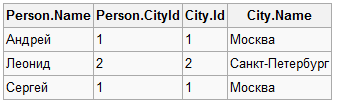 Person.Name Person.CityId City.Id City.Name
Андрей 1 1 Москва
Леонид 2 2 Санкт-Петербург
Сергей 1 1 Москва